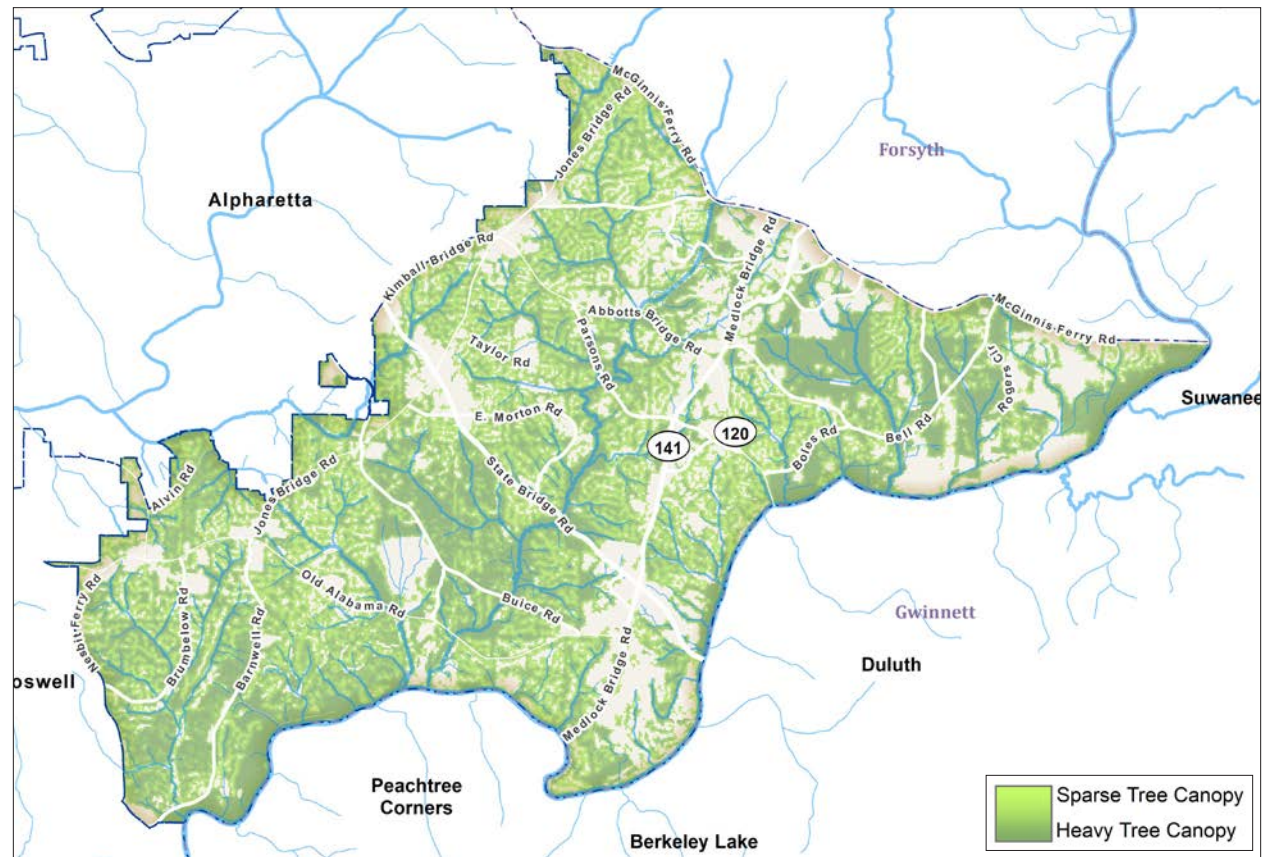 McGinnis-Ferry Rd
Jones Bridge Rd
Forsyth
Alpharetta
Kimball-Bridge Rd
Medlock Bridge Rd
Abbotts Bridge Rd
McGinnis-Ferry Rd
Parsons Rd
Taylor Rd
Rogers Cir
Suwanee
E. Morton Rd
141
120
Boles Rd
Bell Rd
Alvin Rd
Jones Bridge Rd
State Bridge Rd
Nesbit-Ferry Rd
Brumbelow Rd
Barnwell Rd
Old Alabama Rd
Buice Rd
Gwinnett
Duluth
oswell
Medlock Bridge Rd
Peachtree
Corners
Berkeley Lake
Sparse Tree Canopy
Heavy Tree Canopy